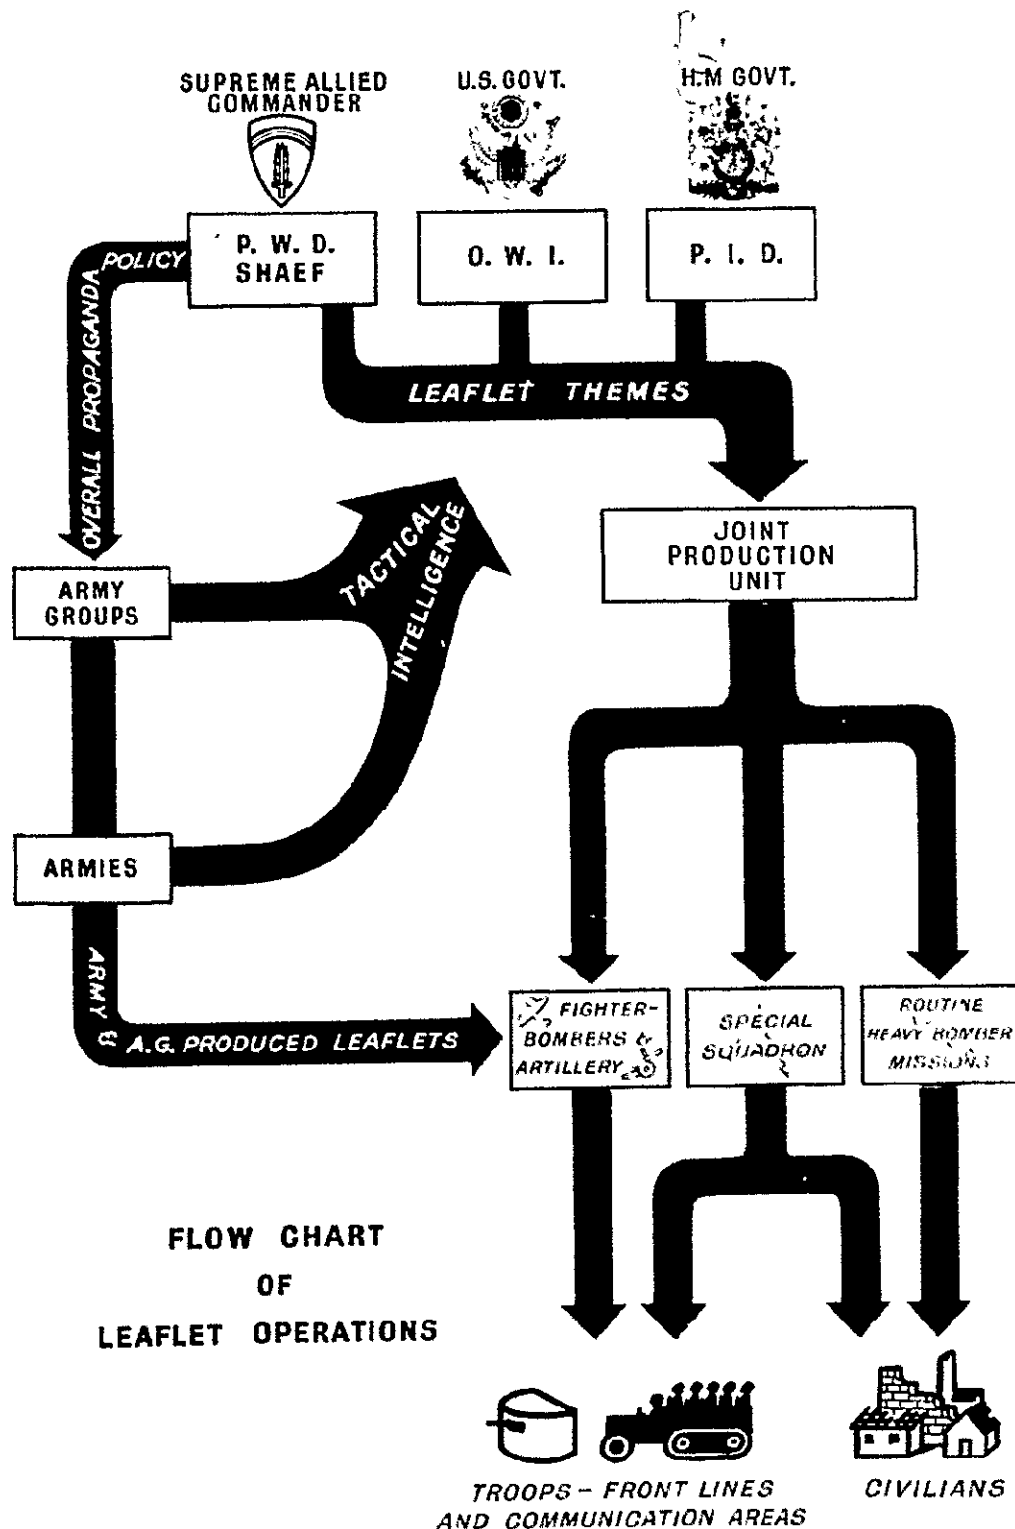 SUPREME ALLIED
COMMANDER
U.S. GOVT.
H.M GOVT.
P. W. D.
SHAEF
O. W. I.
P. I. D.
OVERALL PROPAGANDA POLICY
LEAFLET THEMES
TACTICAL
INTELLIGENCE
JOINT
PRODUCTION
UNIT
ARMY
GROUPS
ARMIES
ARMY & A.G. PRODUCED LEAFLETS
FIGHTER-
BOMBERS &
ARTILLERY
SPECIAL
SQUADRON
ROUTINE
HEAVY BOMBER
MISSIONS
FLOW CHART
OF
LEAFLET OPERATIONS
TROOPS – FRONT LINES
AND COMMUNICATION AREAS
CIVILIANS